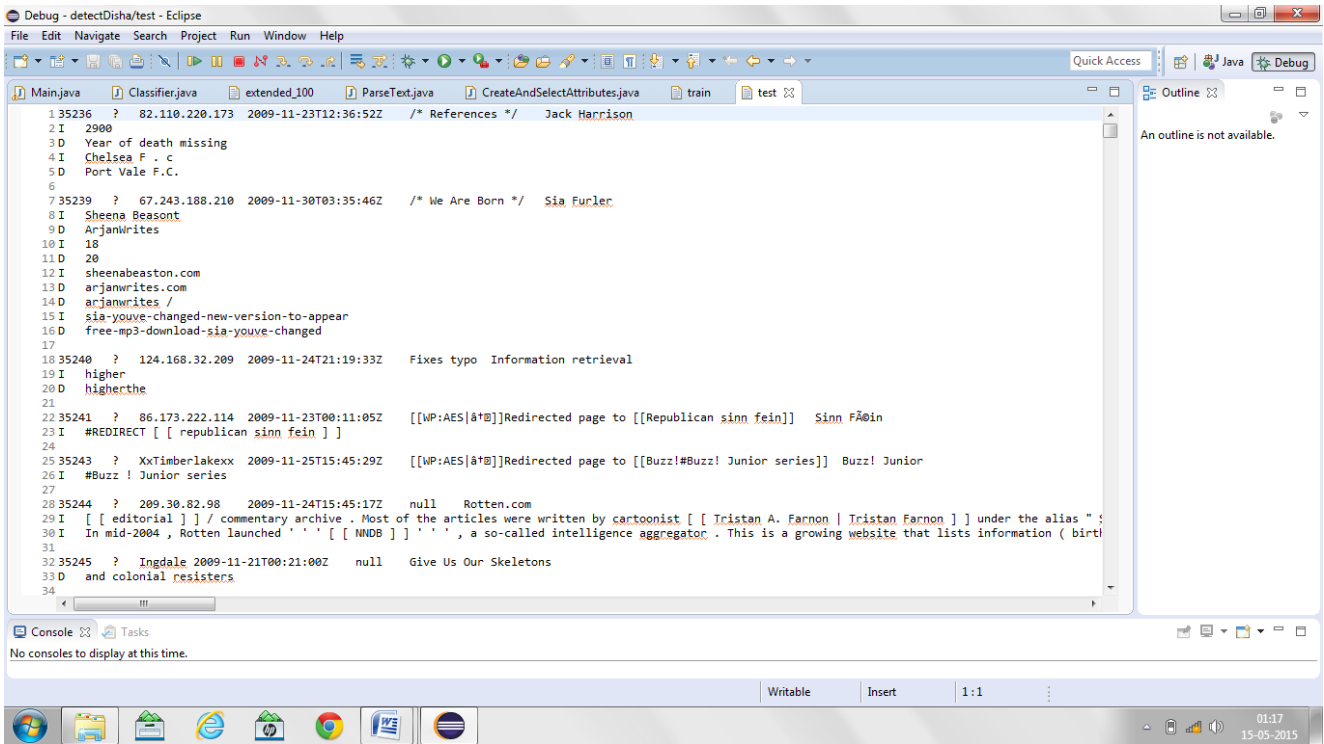 Debug - detectDisha/test - Eclipse
File Edit Navigate Search Project Run Window Help
Quick Access Java Debug
Main.java Classifier.java extended_100 ParseText.java CreateAndSelectAttributes.java train test Outline
An outline is not available.
1 35236 ? 82.110.220.173 2009-11-23T12:36:52Z /* References */ Jack Harrison
2 I 2900
3 D Year of death missing
4 I Chelsea F . c
5 D Port Vale F.C.
6
7 35239 ? 67.243.188.210 2009-11-30T03:35:46Z /* We Are Born */ Sia Furler
8 I Sheena Beasont
9 D ArjanWrites
10 I 18
11 D 20
12 I sheenabeaston.com
13 D arjanwrites.com
14 D arjanwrites /
15 I sia-youve-changed-new-version-to-appear
16 D free-mp3-download-sia-youve-changed
17
18 35240 ? 124.168.32.209 2009-11-24T21:19:33Z Fixes typo Information retrieval
19 I higher
20 D higherthe
21
22 35241 ? 86.173.222.114 2009-11-23T00:11:05Z [[WP:AES|â†]]Redirected page to [[Republican sinn fein]] Sinn FÃ©in
23 I #REDIRECT [ [ republican sinn fein ] ]
24
25 35243 ? XxTimberlakexx 2009-11-25T15:45:29Z [[WP:AES|â†]]Redirected page to [[Buzz!#Buzz! Junior series]] Buzz! Junior
26 I #Buzz ! Junior series
27
28 35244 ? 209.30.82.98 2009-11-24T15:45:17Z null Rotten.com
29 I [ [ editorial ] ] / commentary archive . Most of the articles were written by cartoonist [ [ Tristan A. Farnon | Tristan Farnon ] ] under the alias "
30 I In mid-2004 , Rotten launched ' ' ' [ [ NNDB ] ] ' ' ' , a so-called intelligence aggregator . This is a growing website that lists information ( birth
31
32 35245 ? Ingdale 2009-11-21T00:21:00Z null Give Us Our Skeletons
33 D and colonial resisters
34
Console Tasks
No consoles to display at this time.
Writable Insert 1 : 1
01:17
15-05-2015